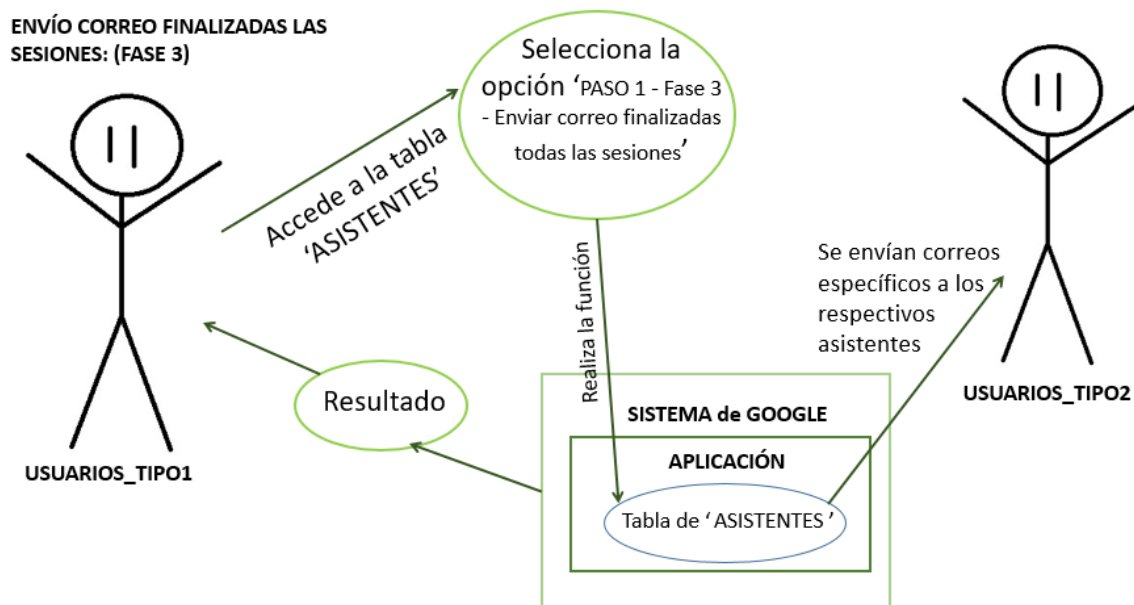 ENVÍO CORREO FINALIZADAS LAS
SESIONES: (FASE 3)
Selecciona la
opción ‘PASO 1 - Fase 3
- Enviar correo finalizadas
todas las sesiones’
Accede a la tabla
‘ASISTENTES’
Realiza la función
Se envían correos
específicos a los
respectivos
asistentes
USUARIOS_TIPO2
Resultado
SISTEMA de GOOGLE
APLICACIÓN
Tabla de ‘ ASISTENTES ’
USUARIOS_TIPO1